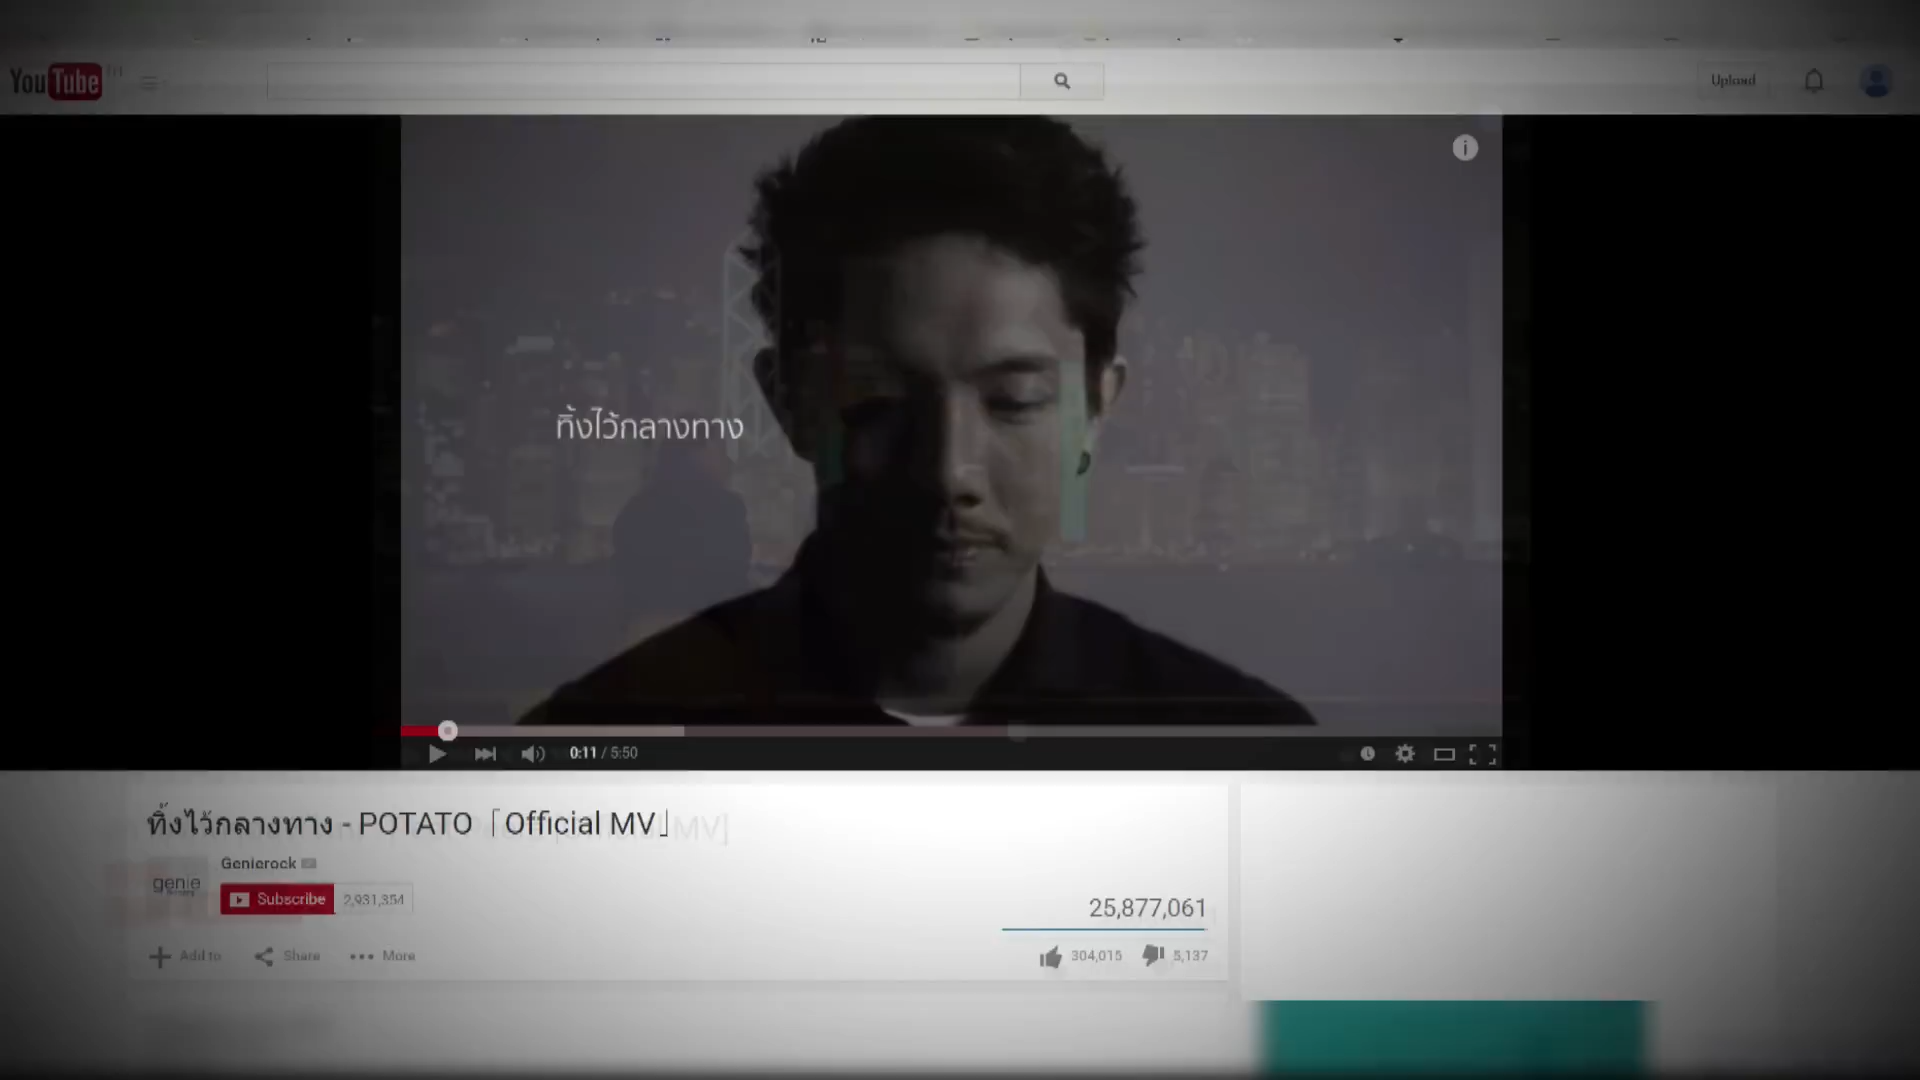 YouTube TH
Upload
ทิ้งไว้กลางทาง
0:11 / 5:50
ทิ้งไว้กลางทาง - POTATO「Official MV」
Genierock
genie
Subscribe 2,931,354
25,877,061
Add to Share More
304,015 5,137